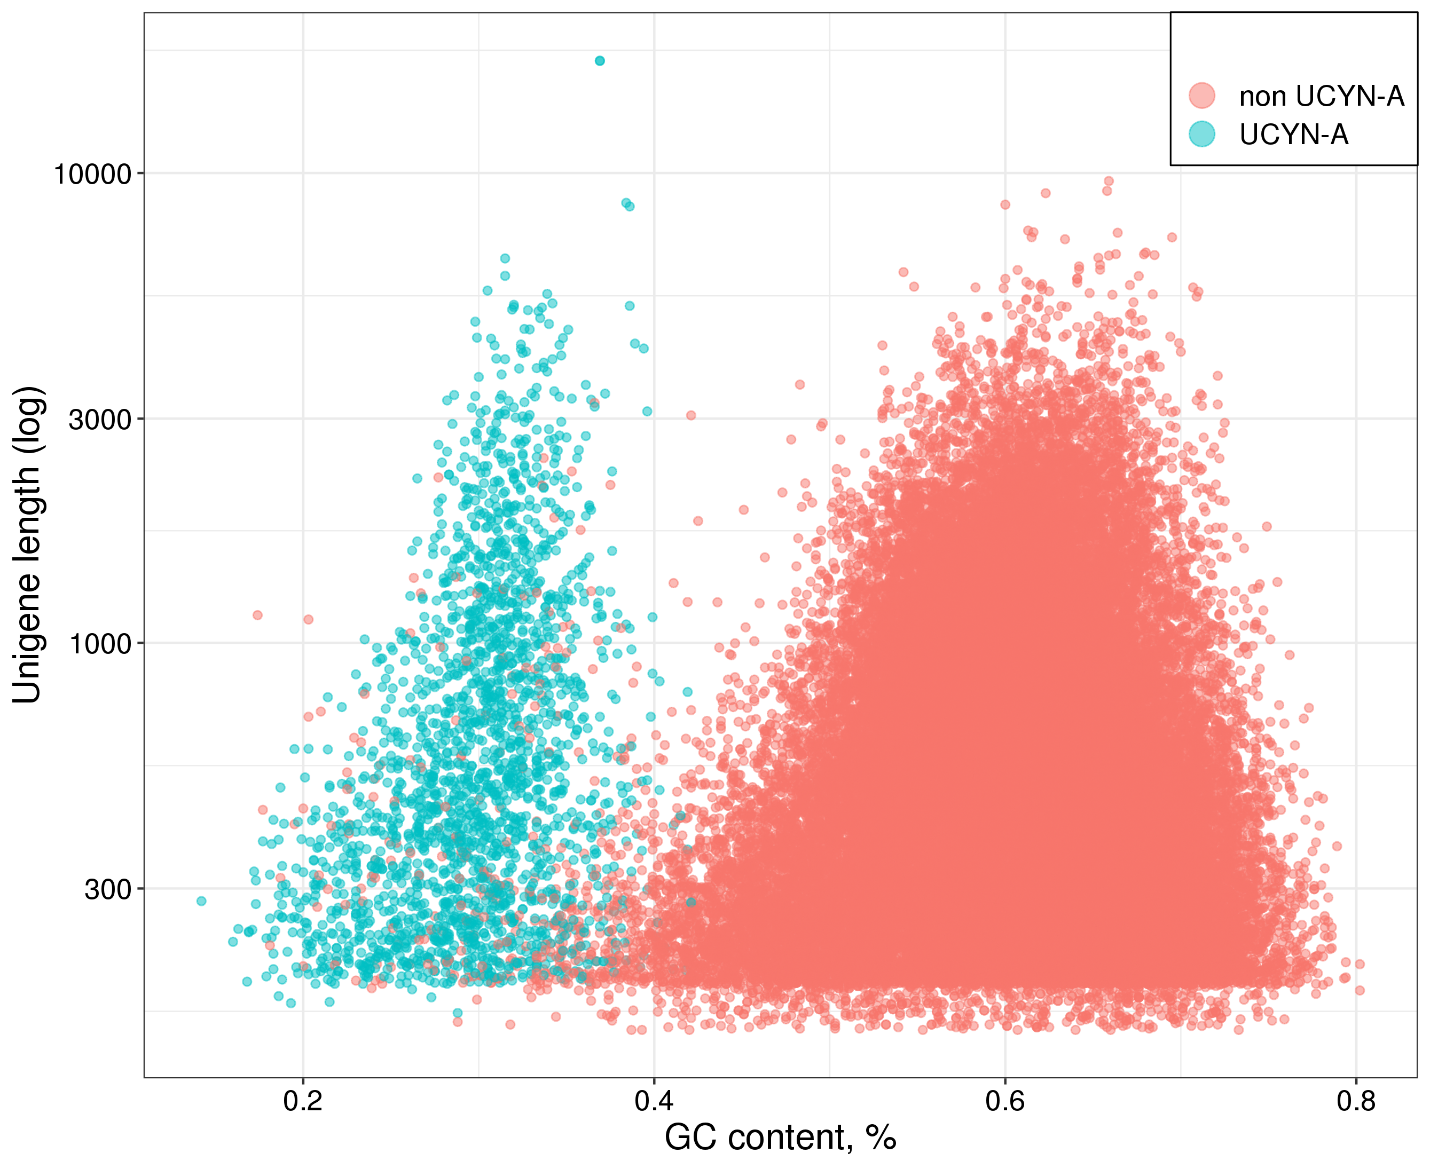 non UCYN-A
UCYN-A
10000
3000
1000
300
Unigene length (log)
0.2
0.4
0.6
0.8
GC content, %